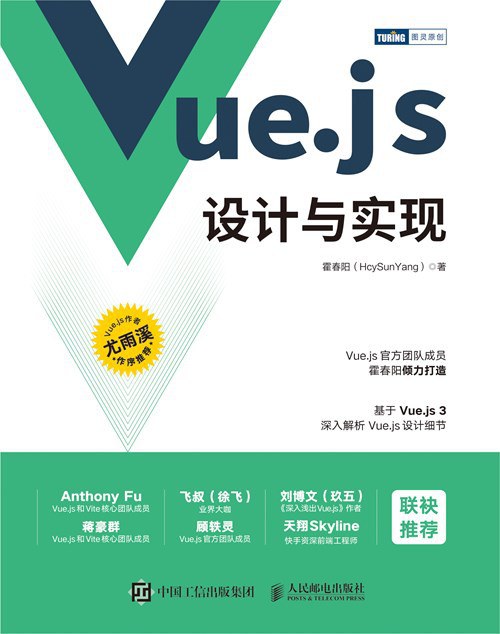 TURING 图灵原创
Vue.js
设计与实现
霍春阳（HcySunYang）◎著
Vue.js作者
尤雨溪
作序推荐
Vue.js 官方团队成员
霍春阳倾力打造
基于 Vue.js 3
深入解析 Vue.js 设计细节
Anthony Fu
Vue.js 和 Vite 核心团队成员
飞叔（徐飞）
业界大咖
刘博文（玖五）
《深入浅出 Vue.js》作者
蒋豪群
Vue.js 和 Vite 核心团队成员
顾轶灵
Vue.js 官方团队成员
天翔Skyline
快手资深前端工程师
联袂
推荐
中国工信出版集团
人民邮电出版社
POSTS & TELECOM PRESS